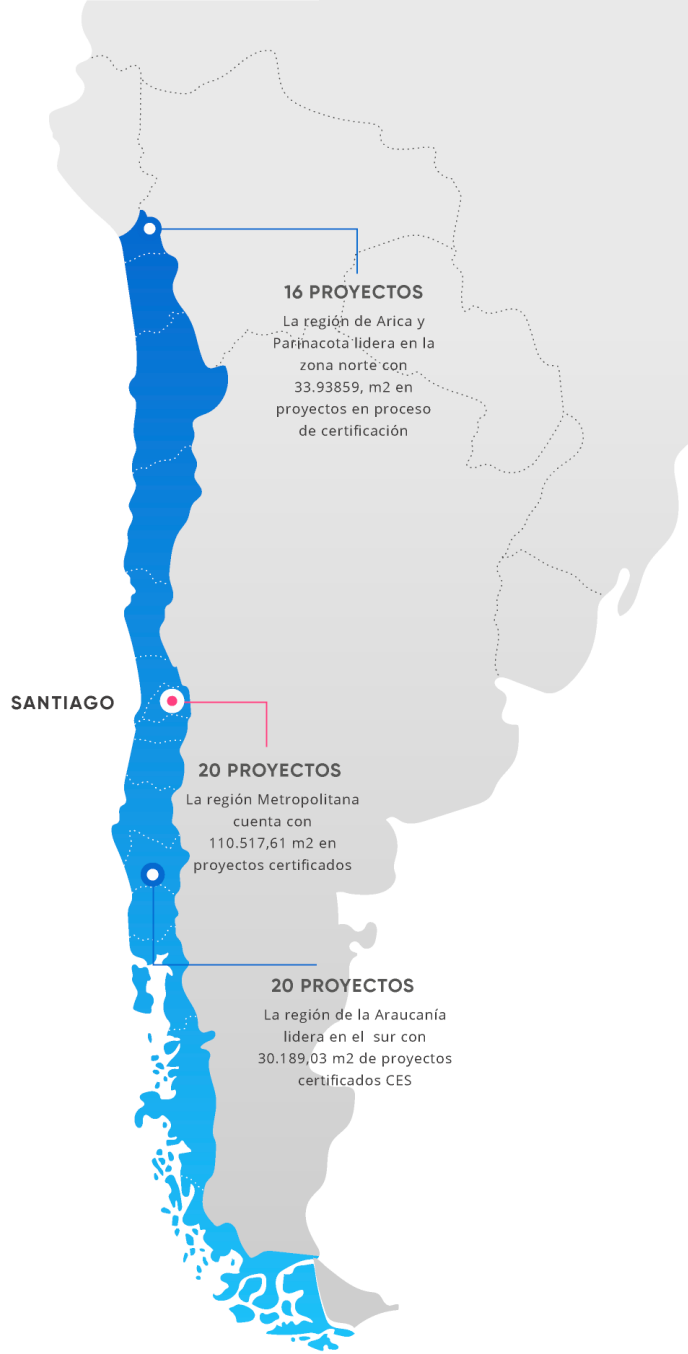 16 PROYECTOS
La región de Arica y
Parinacota lidera en la
zona norte con
33.93859, m2 en
proyectos en proceso
de certificación
SANTIAGO
20 PROYECTOS
La región Metropolitana
cuenta con
110.517,61 m2 en
proyectos certificados
20 PROYECTOS
La región de la Araucanía
lidera en el sur con
30.189,03 m2 de proyectos
certificados CES